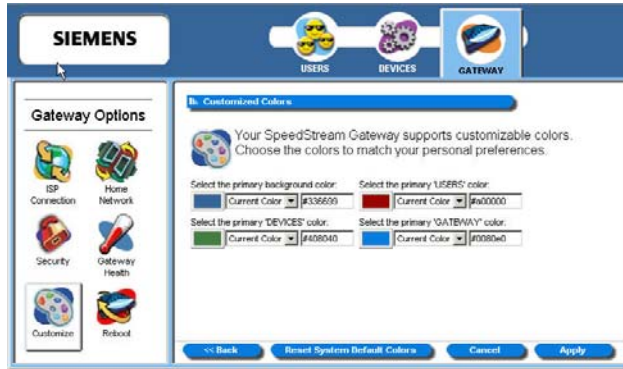 SIEMENS
USERS
DEVICES
GATEWAY
Gateway Options
ISP Connection
Home Network
Security
Gateway Health
Customize
Reboot
Customized Colors
Your SpeedStream Gateway supports customizable colors.
Choose the colors to match your personal preferences.
Select the primary background color:
Current Color
#336699
Select the primary 'USERS' color:
Current Color
#a00000
Select the primary 'DEVICES' color:
Current Color
#408040
Select the primary 'GATEWAY' color:
Current Color
#0080e0
<< Back
Reset System Default Colors
Cancel
Apply